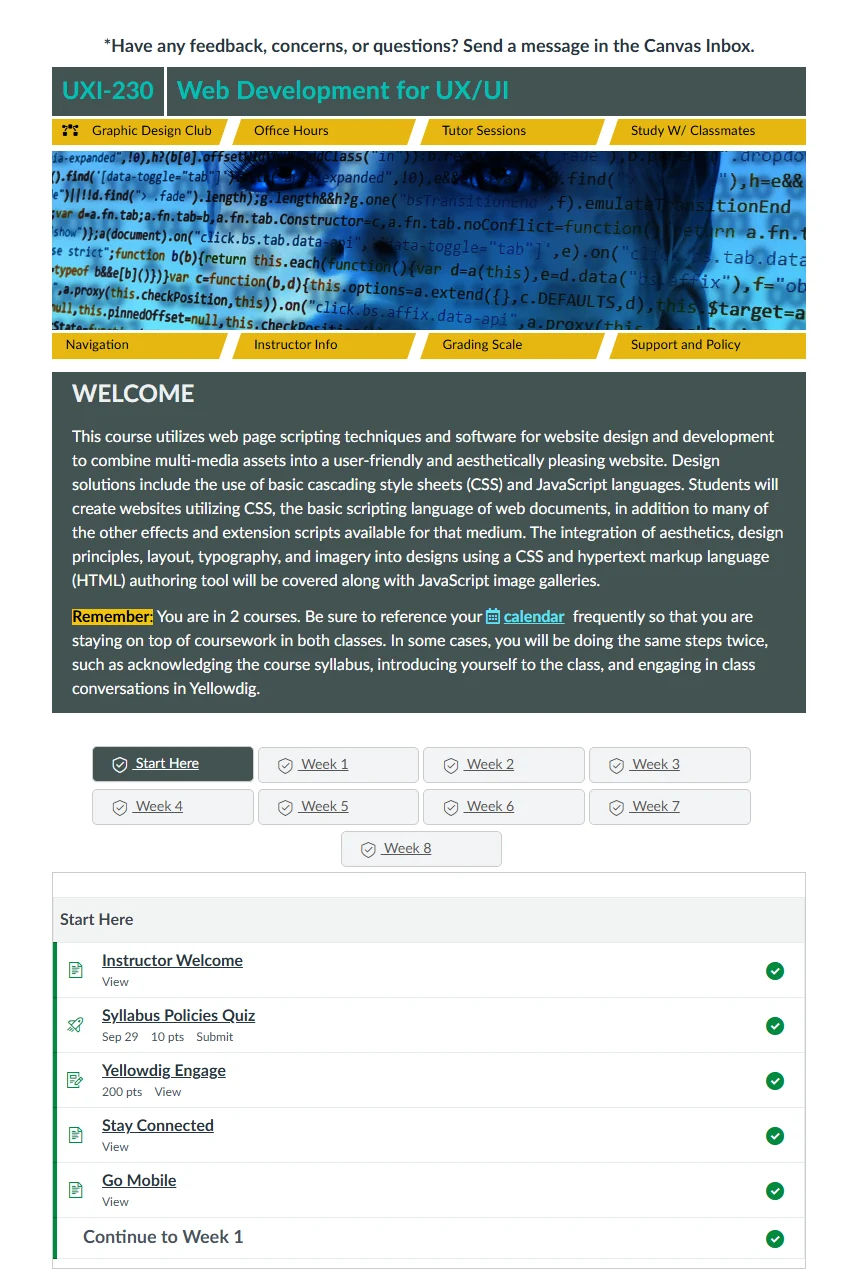 *Have any feedback, concerns, or questions? Send a message in the Canvas Inbox.
UXI-230 Web Development for UX/UI
Graphic Design Club Office Hours Tutor Sessions Study W/ Classmates
Navigation Instructor Info Grading Scale Support and Policy
WELCOME
This course utilizes web page scripting techniques and software for website design and development
to combine multi-media assets into a user-friendly and aesthetically pleasing website. Design
solutions include the use of basic cascading style sheets (CSS) and JavaScript languages. Students will
create websites utilizing CSS, the basic scripting language of web documents, in addition to many of
the other effects and extension scripts available for that medium. The integration of aesthetics, design
principles, layout, typography, and imagery into designs using a CSS and hypertext markup language
(HTML) authoring tool will be covered along with JavaScript image galleries.
Remember: You are in 2 courses. Be sure to reference your calendar frequently so that you are
staying on top of coursework in both classes. In some cases, you will be doing the same steps twice,
such as acknowledging the course syllabus, introducing yourself to the class, and engaging in class
conversations in Yellowdig.
Start Here Week 1 Week 2 Week 3
Week 4 Week 5 Week 6 Week 7
Week 8
Start Here
Instructor Welcome
View
Syllabus Policies Quiz
Sep 29 10 pts Submit
Yellowdig Engage
200 pts View
Stay Connected
View
Go Mobile
View
Continue to Week 1